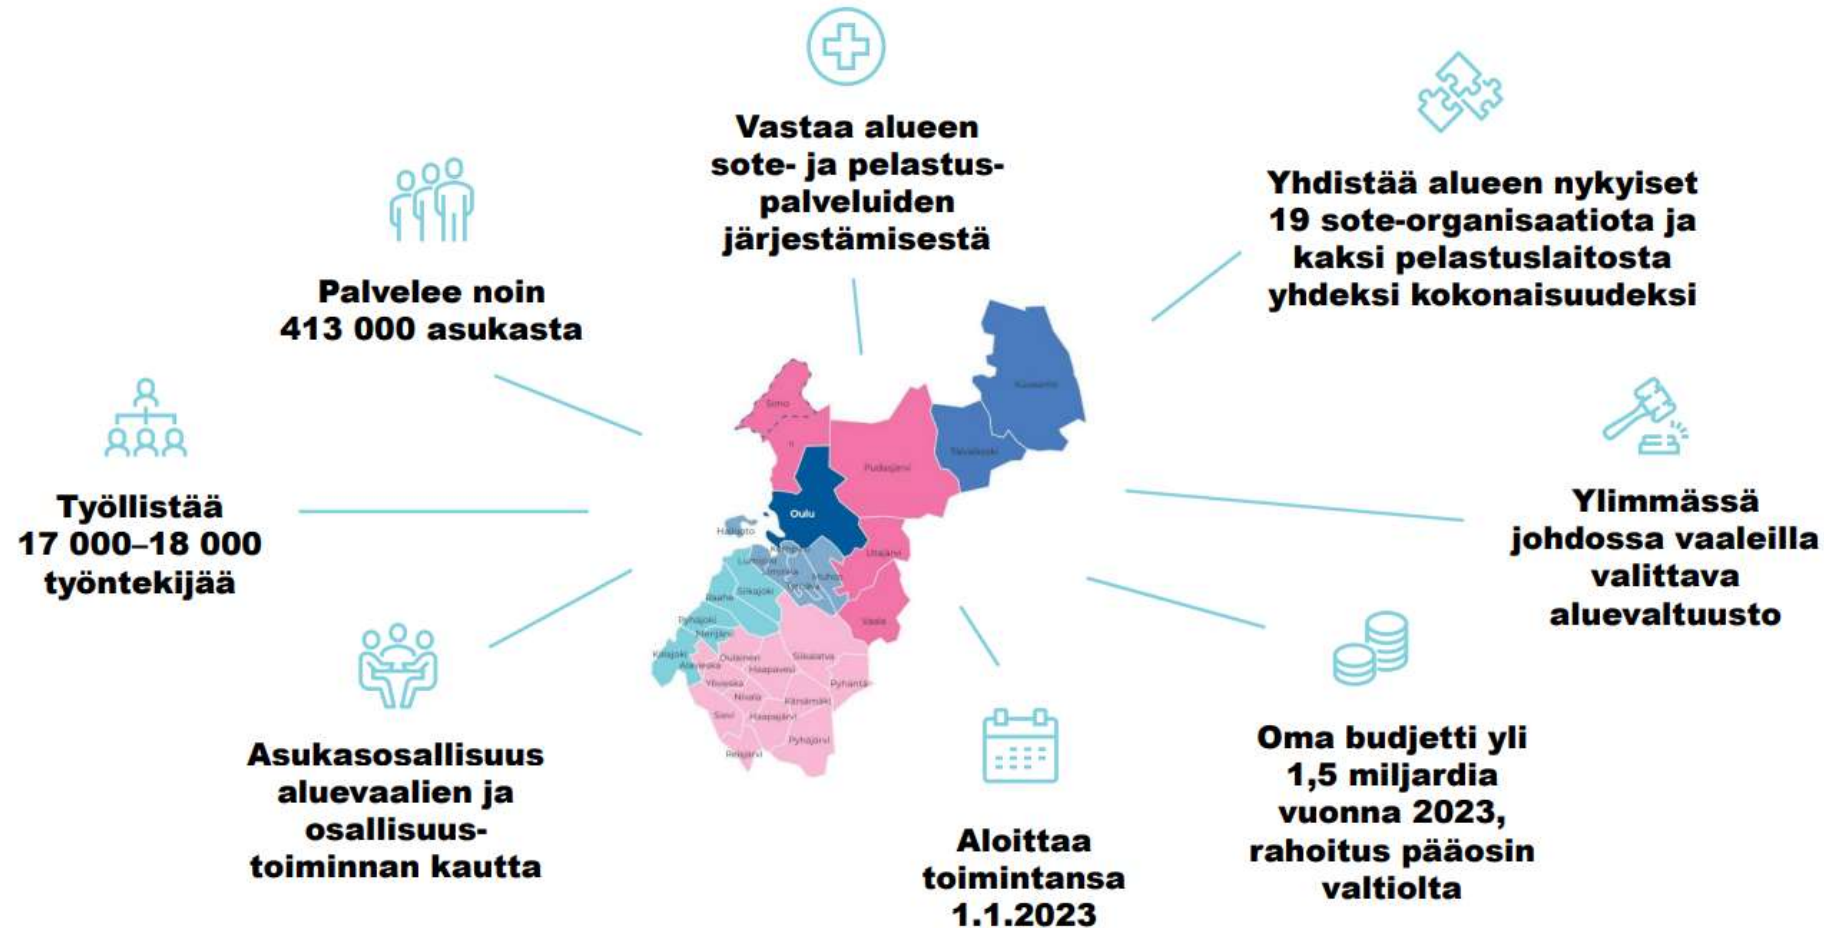 Vastaa alueen
sote- ja pelastus-
palveluiden
järjestämisestä
Yhdistää alueen nykyiset
19 sote-organisaatiota ja
kaksi pelastuslaitosta
yhdeksi kokonaisuudeksi
Palvelee noin
413 000 asukasta
Työllistää
17 000–18 000
työntekijää
Ylimmässä
johdossa vaaleilla
valittava
aluevaltuusto
Asukasosallisuus
aluevaalien ja
osallisuus-
toiminnan kautta
Aloittaa
toimintansa
1.1.2023
Oma budjetti yli
1,5 miljardia
vuonna 2023,
rahoitus pääosin
valtiolta
Kuusamo
Simo
Ii
Taivalkoski
Pudasjärvi
Oulu
Hailuoto
Utajärvi
Lumijoki
Muhos
Siikajoki
Raahe
Pyhäjoki
Vaala
Merijärvi
Kalajoki
Alavieska
Oulainen
Siikalatva
Haapavesi
Ylivieska
Pyhäntä
Nivala
Kärsämäki
Sievi
Haapajärvi
Pyhäjärvi
Reisjärvi